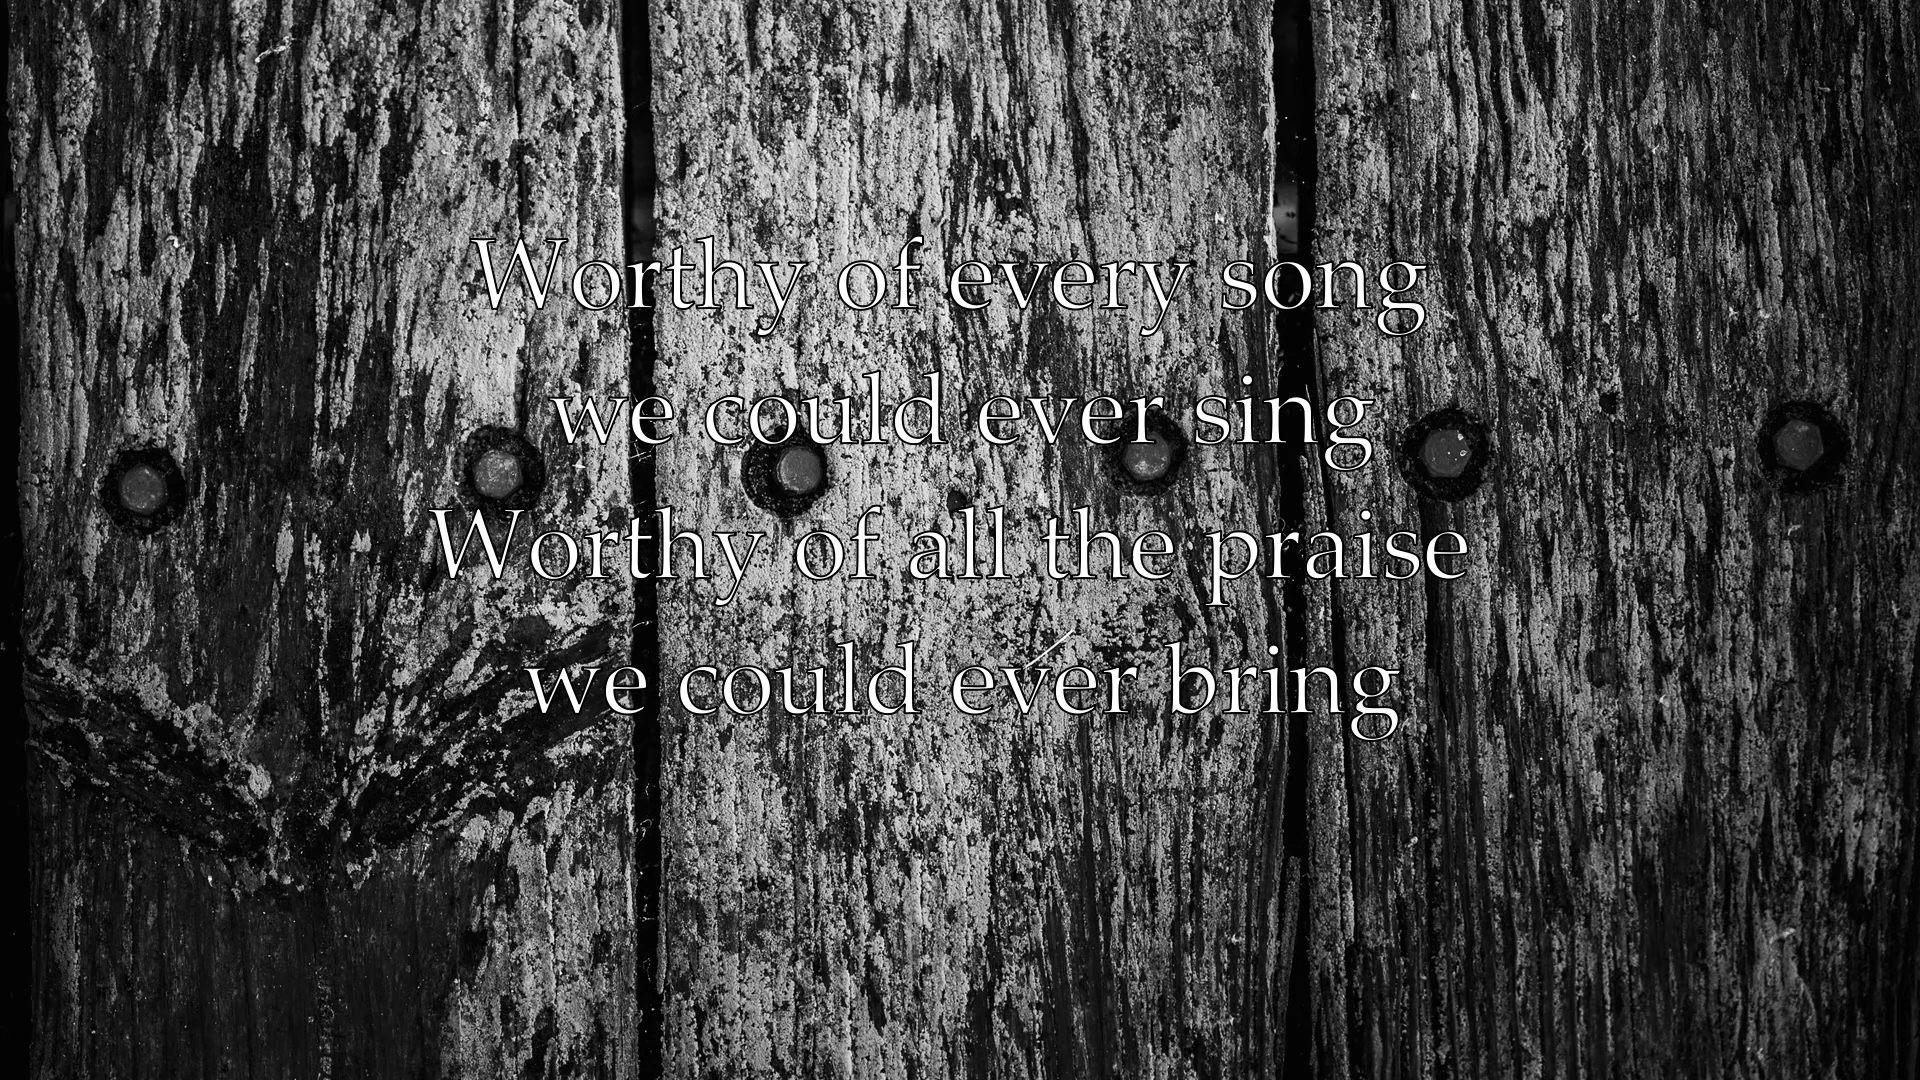 Worthy of every song
we could ever sing
Worthy of all the praise
we could ever bring